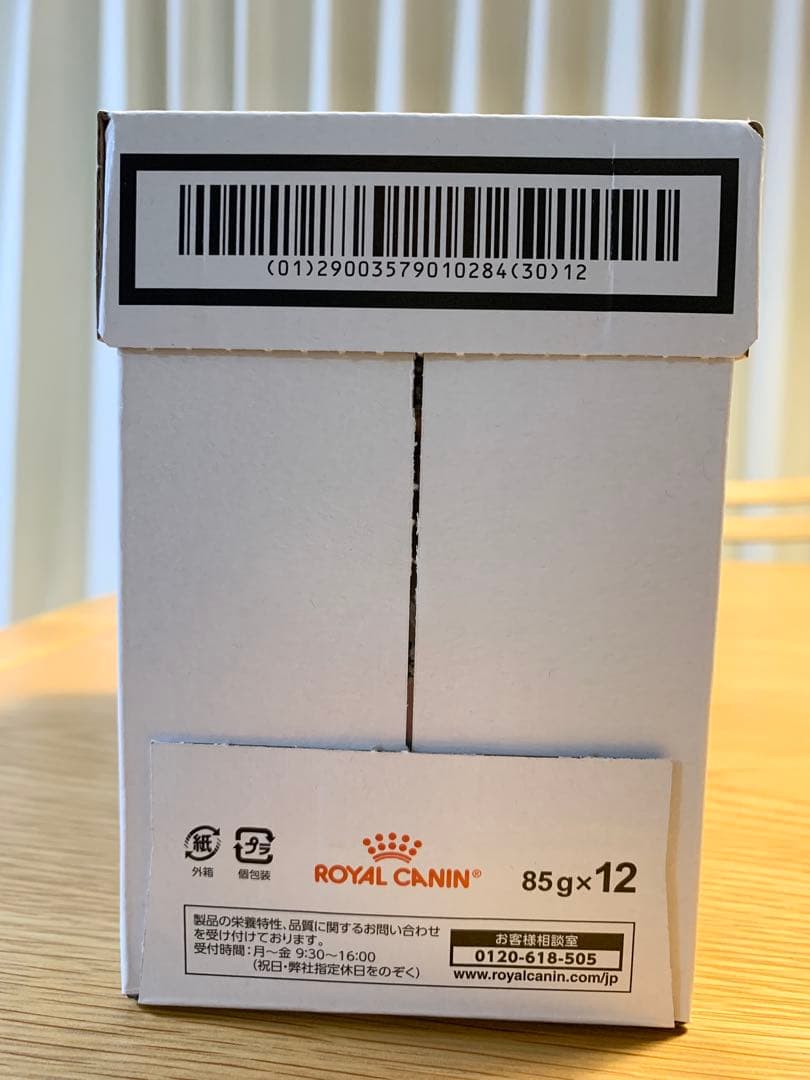 (01)29003579010284(30)12
紙
外箱
プラ
個包装
ROYAL CANIN®
85g×12
製品の栄養特性、品質に関するお問い合わせ
を受け付けております。
受付時間:月~金 9:30~16:00
(祝日・弊社指定休日をのぞく)
お客様相談室
0120-618-505
www.royalcanin.com/jp